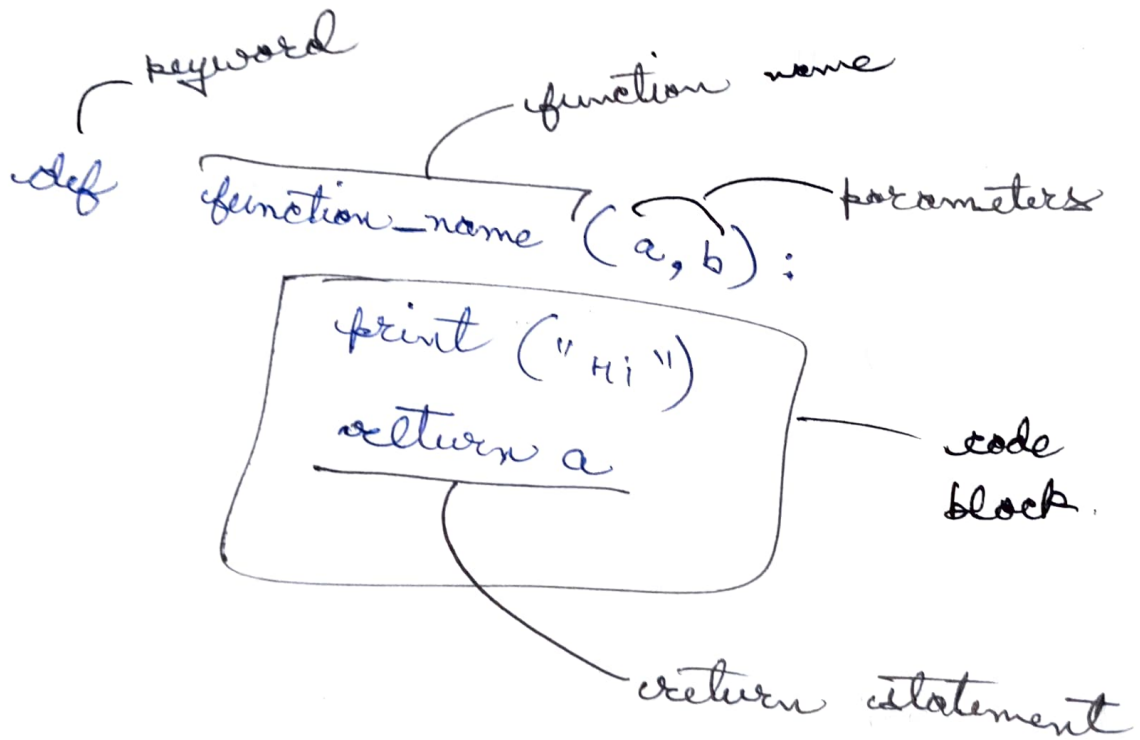 keyword
function name
def function_name (a, b) :
parameters
print ("Hi")
return a
code
block.
return statement